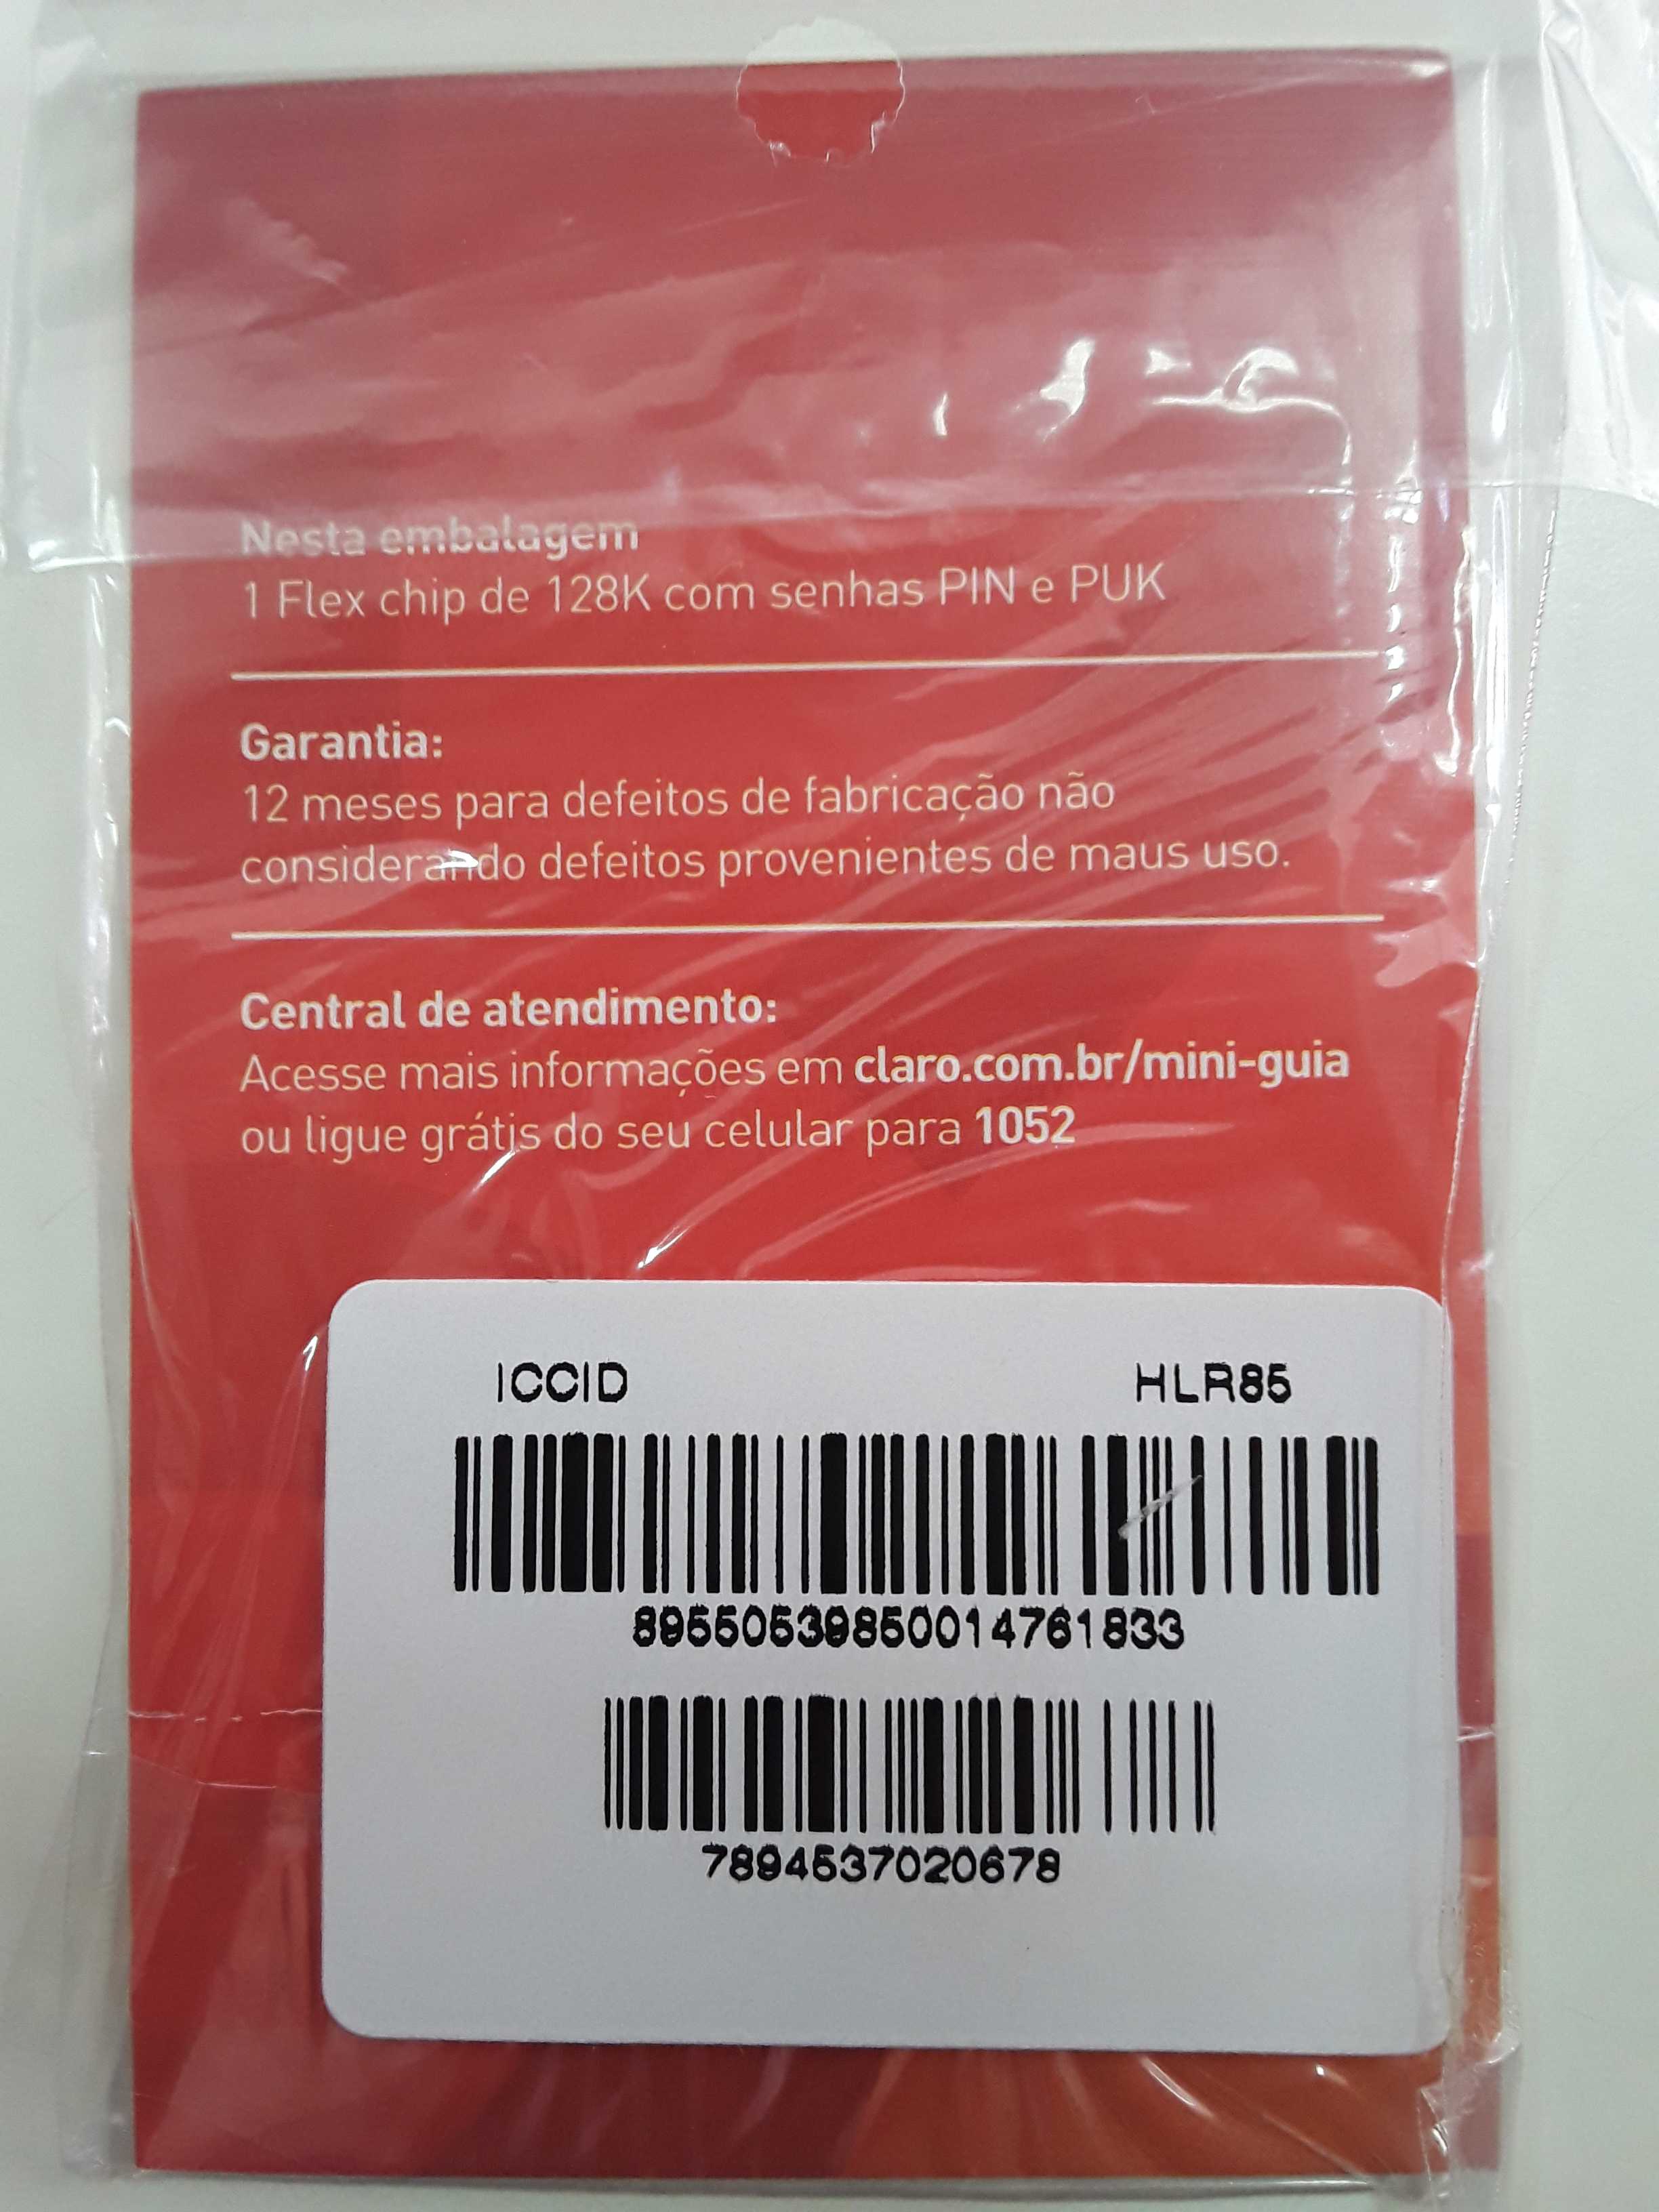 Nesta embalagem
1 Flex chip de 128K com senhas PIN e PUK
Garantia:
12 meses para defeitos de fabricação não
considerando defeitos provenientes de maus uso.
Central de atendimento:
Acesse mais informações em claro.com.br/mini-guia
ou ligue grátis do seu celular para 1052
ICCID HLR85
89550539850014761833
7894537020678